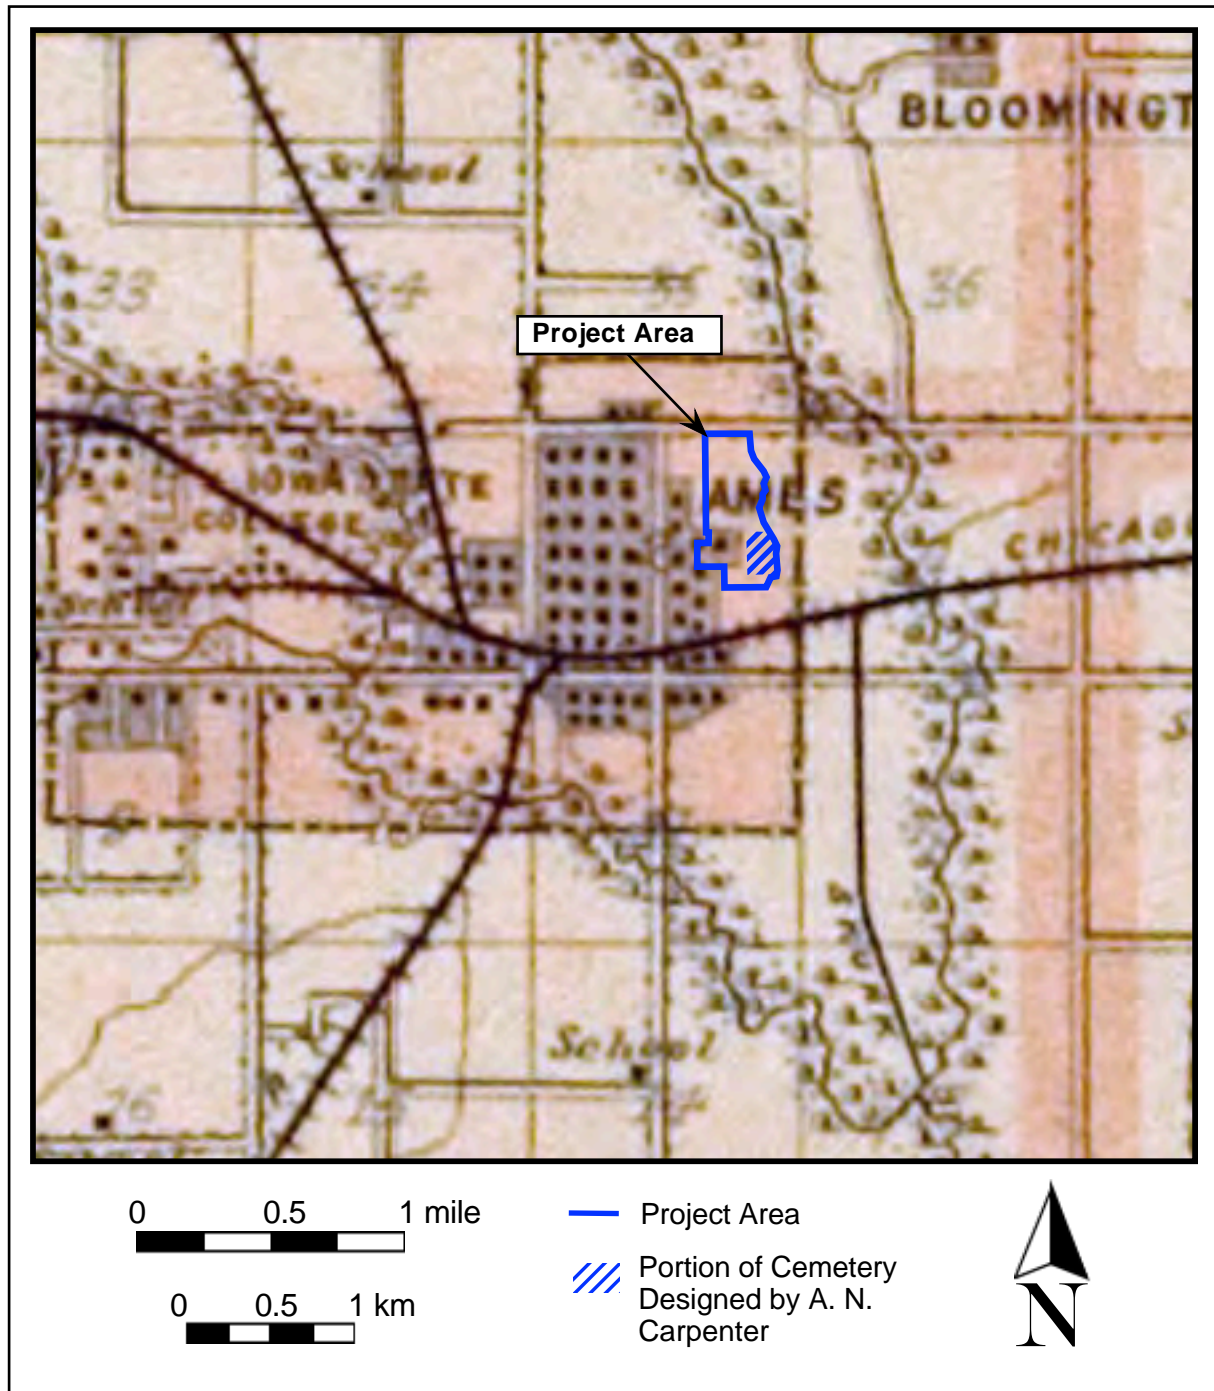 BLOOMINGT
School
33
34
35
36
Project Area
IOWA STATE
COLLEGE
AMES
CHICAGO
School
0 0.5 1 mile
0 0.5 1 km
Project Area
Portion of Cemetery
Designed by A. N.
Carpenter
N